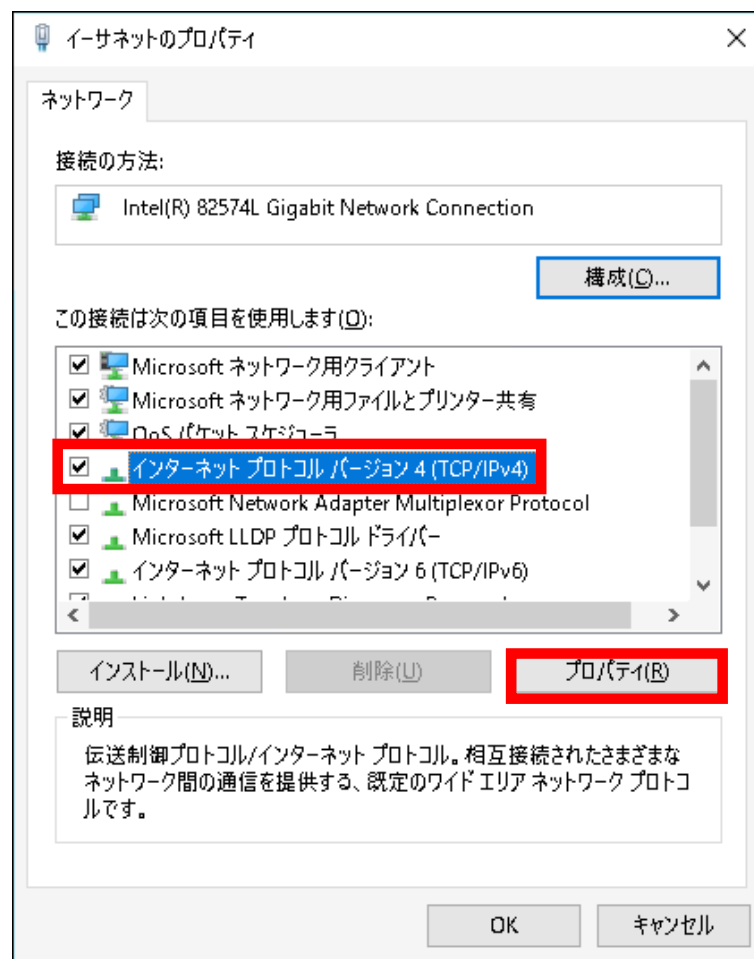 イーサネットのプロパティ
ネットワーク
接続の方法:
Intel(R) 82574L Gigabit Network Connection
構成(C)...
この接続は次の項目を使用します(O):
Microsoft ネットワーク用クライアント
Microsoft ネットワーク用ファイルとプリンター共有
QoS パケット スケジューラ
インターネット プロトコル バージョン 4 (TCP/IPv4)
Microsoft Network Adapter Multiplexor Protocol
Microsoft LLDP プロトコル ドライバー
インターネット プロトコル バージョン 6 (TCP/IPv6)
インストール(N)...
削除(U)
プロパティ(R)
説明
伝送制御プロトコル/インターネット プロトコル。相互接続されたさまざまな
ネットワーク間の通信を提供する、既定のワイド エリア ネットワーク プロトコ
ルです。
OK
キャンセル